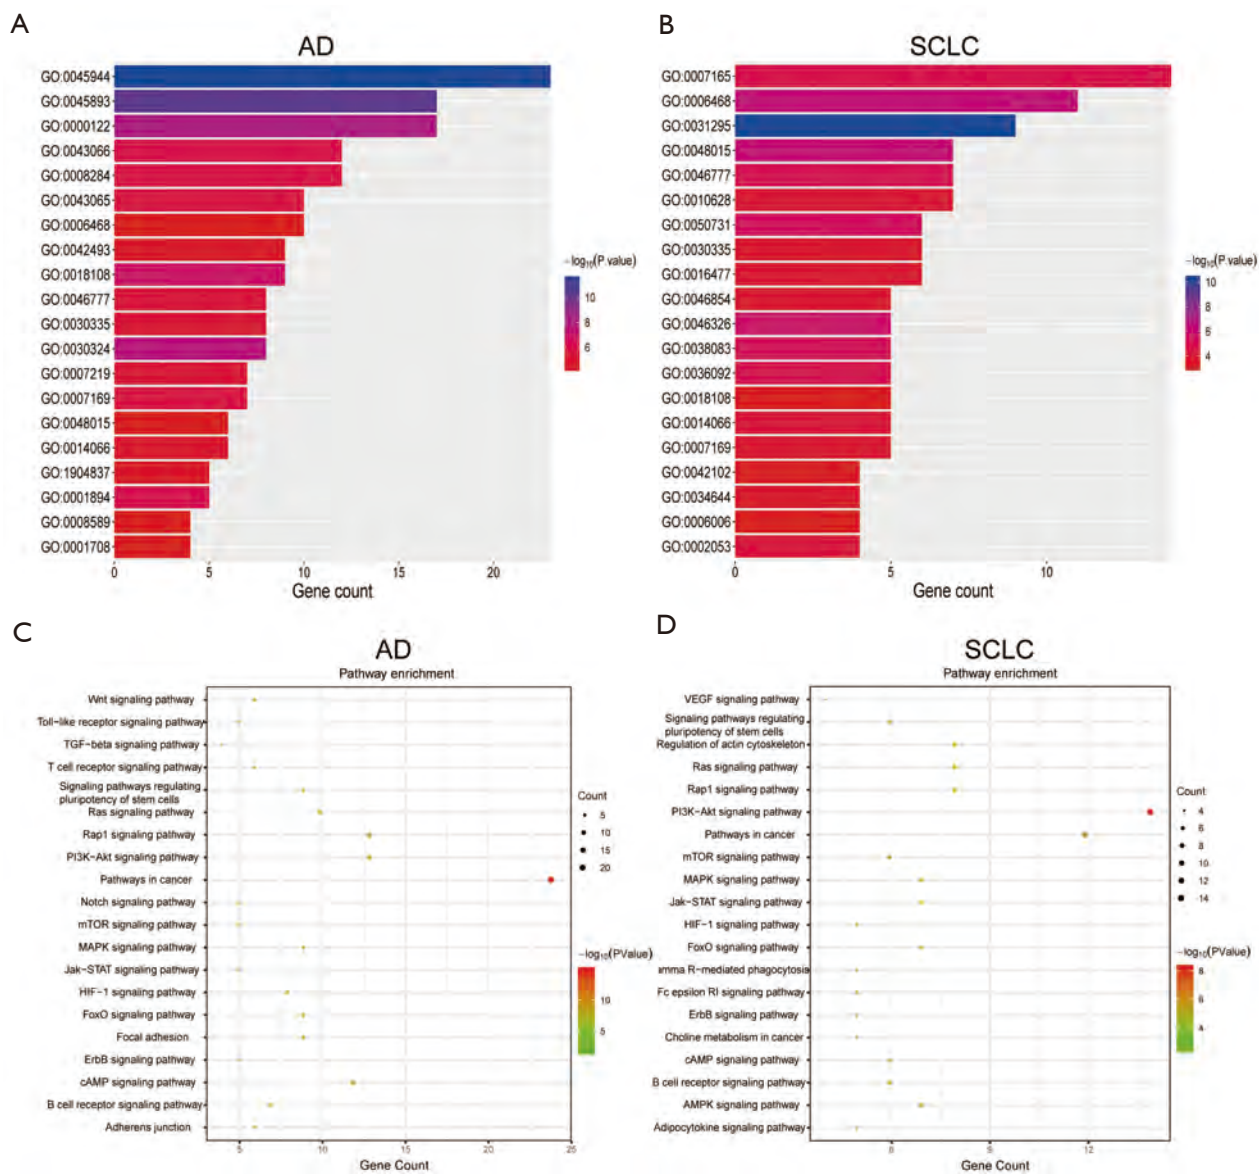 A
AD
GO:0045944
GO:0045893
GO:0000122
GO:0043066
GO:0008284
GO:0043065
GO:0006468
GO:0042493
GO:0018108
GO:0046777
GO:0030335
GO:0030324
GO:0007219
GO:0007169
GO:0048015
GO:0014066
GO:1904837
GO:0001894
GO:0008589
GO:0001708
0 5 10 15 20
Gene count
−log10(P.value)
10
8
6
B
SCLC
GO:0007165
GO:0006468
GO:0031295
GO:0048015
GO:0046777
GO:0010628
GO:0050731
GO:0030335
GO:0016477
GO:0046854
GO:0046326
GO:0038083
GO:0036092
GO:0018108
GO:0014066
GO:0007169
GO:0042102
GO:0034644
GO:0006006
GO:0002053
0 5 10
Gene count
−log10(P.value)
10
8
6
4
C
AD
Pathway enrichment
Wnt signaling pathway
Toll−like receptor signaling pathway
TGF−beta signaling pathway
T cell receptor signaling pathway
Signaling pathways regulating
pluripotency of stem cells
Ras signaling pathway
Rap1 signaling pathway
PI3K−Akt signaling pathway
Pathways in cancer
Notch signaling pathway
mTOR signaling pathway
MAPK signaling pathway
Jak−STAT signaling pathway
HIF−1 signaling pathway
FoxO signaling pathway
Focal adhesion
ErbB signaling pathway
cAMP signaling pathway
B cell receptor signaling pathway
Adherens junction
5 10 15 20 25
Gene Count
Count
5
10
15
20
−log10(PValue)
10
5
D
SCLC
Pathway enrichment
VEGF signaling pathway
Signaling pathways regulating
pluripotency of stem cells
Regulation of actin cytoskeleton
Ras signaling pathway
Rap1 signaling pathway
PI3K−Akt signaling pathway
Pathways in cancer
mTOR signaling pathway
MAPK signaling pathway
Jak−STAT signaling pathway
HIF−1 signaling pathway
FoxO signaling pathway
amma R−mediated phagocytosis
Fc epsilon RI signaling pathway
ErbB signaling pathway
Choline metabolism in cancer
cAMP signaling pathway
B cell receptor signaling pathway
AMPK signaling pathway
Adipocytokine signaling pathway
6 9 12
Gene Count
Count
4
6
8
10
12
14
−log10(PValue)
8
6
4